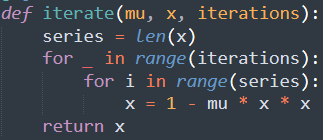 def iterate(mu, x, iterations):
    series = len(x)
    for _ in range(iterations):
        for i in range(series):
            x = 1 - mu * x * x
    return x